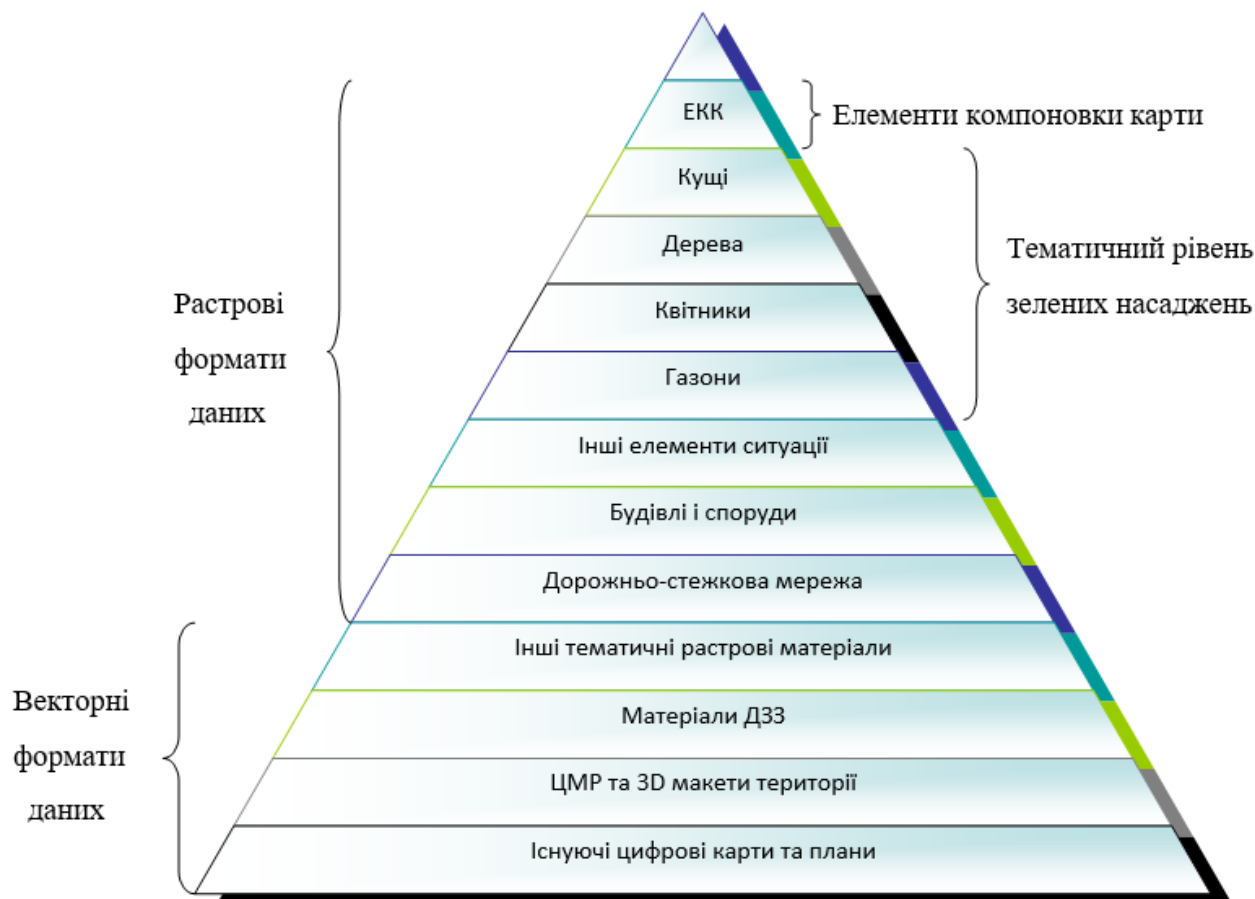 ЕКК
Елементи компоновки карти
Кущі
Дерева
Тематичний рівень
зелених насаджень
Растрові
формати
даних
Квітники
Газони
Інші елементи ситуації
Будівлі і споруди
Дорожньо-стежкова мережа
Інші тематичні растрові матеріали
Векторні
формати
даних
Матеріали ДЗЗ
ЦМР та 3D макети території
Існуючі цифрові карти та плани